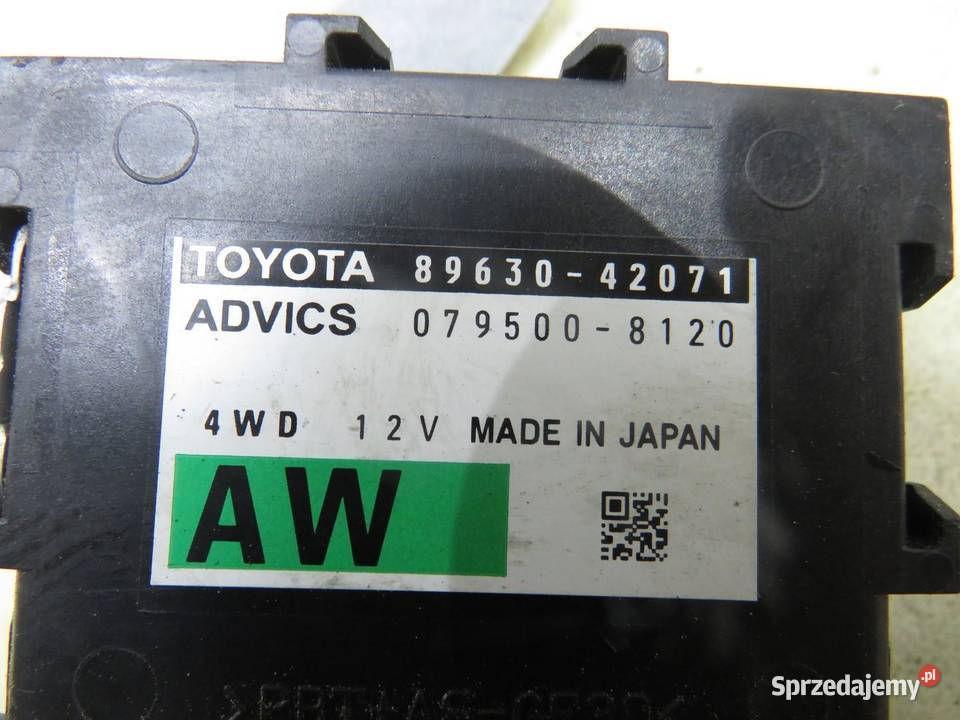 TOYOTA 89630-42071
ADVICS 079500-8120
4WD 12V MADE IN JAPAN
AW
Sprzedajemy.pl